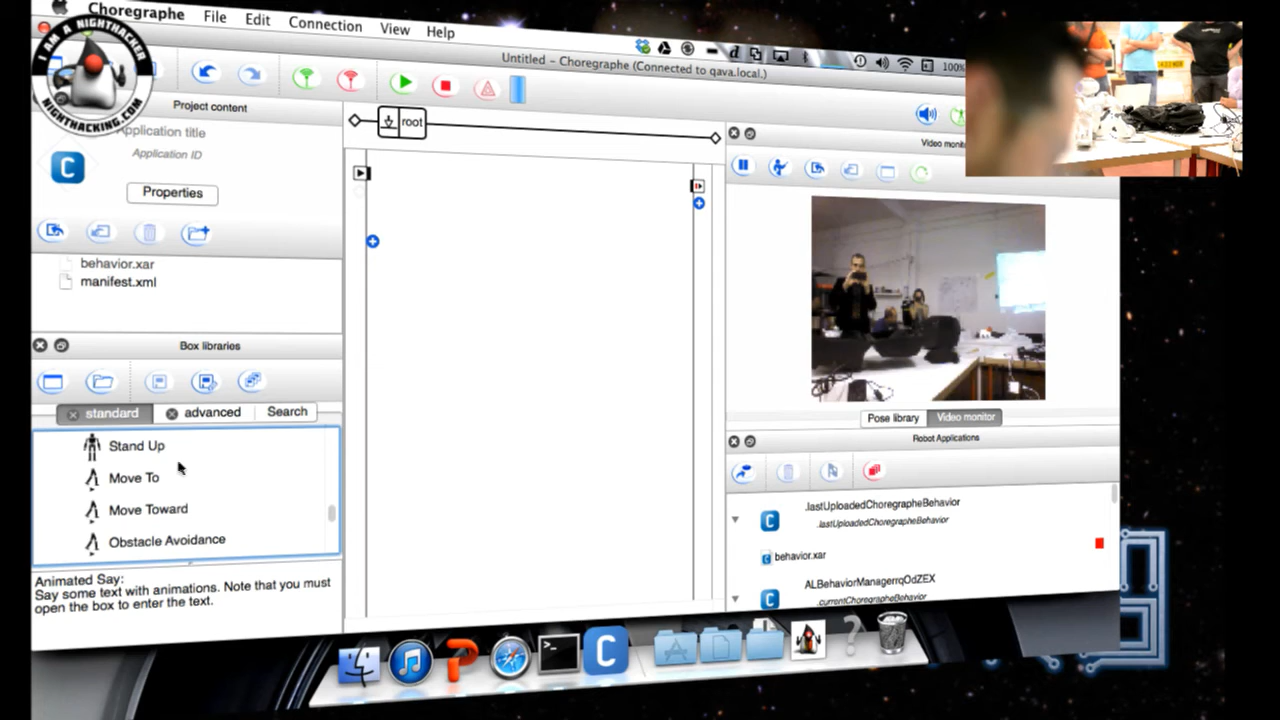 Choregraphe File Edit Connection View Help
100%
Untitled – Choregraphe (Connected to qava.local.)
I AM A NIGHTHACKER
NIGHTHACKING.COM
Project content
Application title
Application ID
C
Properties
behavior.xar
manifest.xml
root
Video monit
Box libraries
standard advanced Search
Stand Up
Move To
Move Toward
Obstacle Avoidance
Animated Say:
Say some text with animations. Note that you must
open the box to enter the text.
Pose library Video monitor
Robot Applications
.lastUploadedChoregrapheBehavior
.lastUploadedChoregrapheBehavior
behavior.xar
ALBehaviorManagerrqOdZEX
.currentChoregrapheBehavior
C